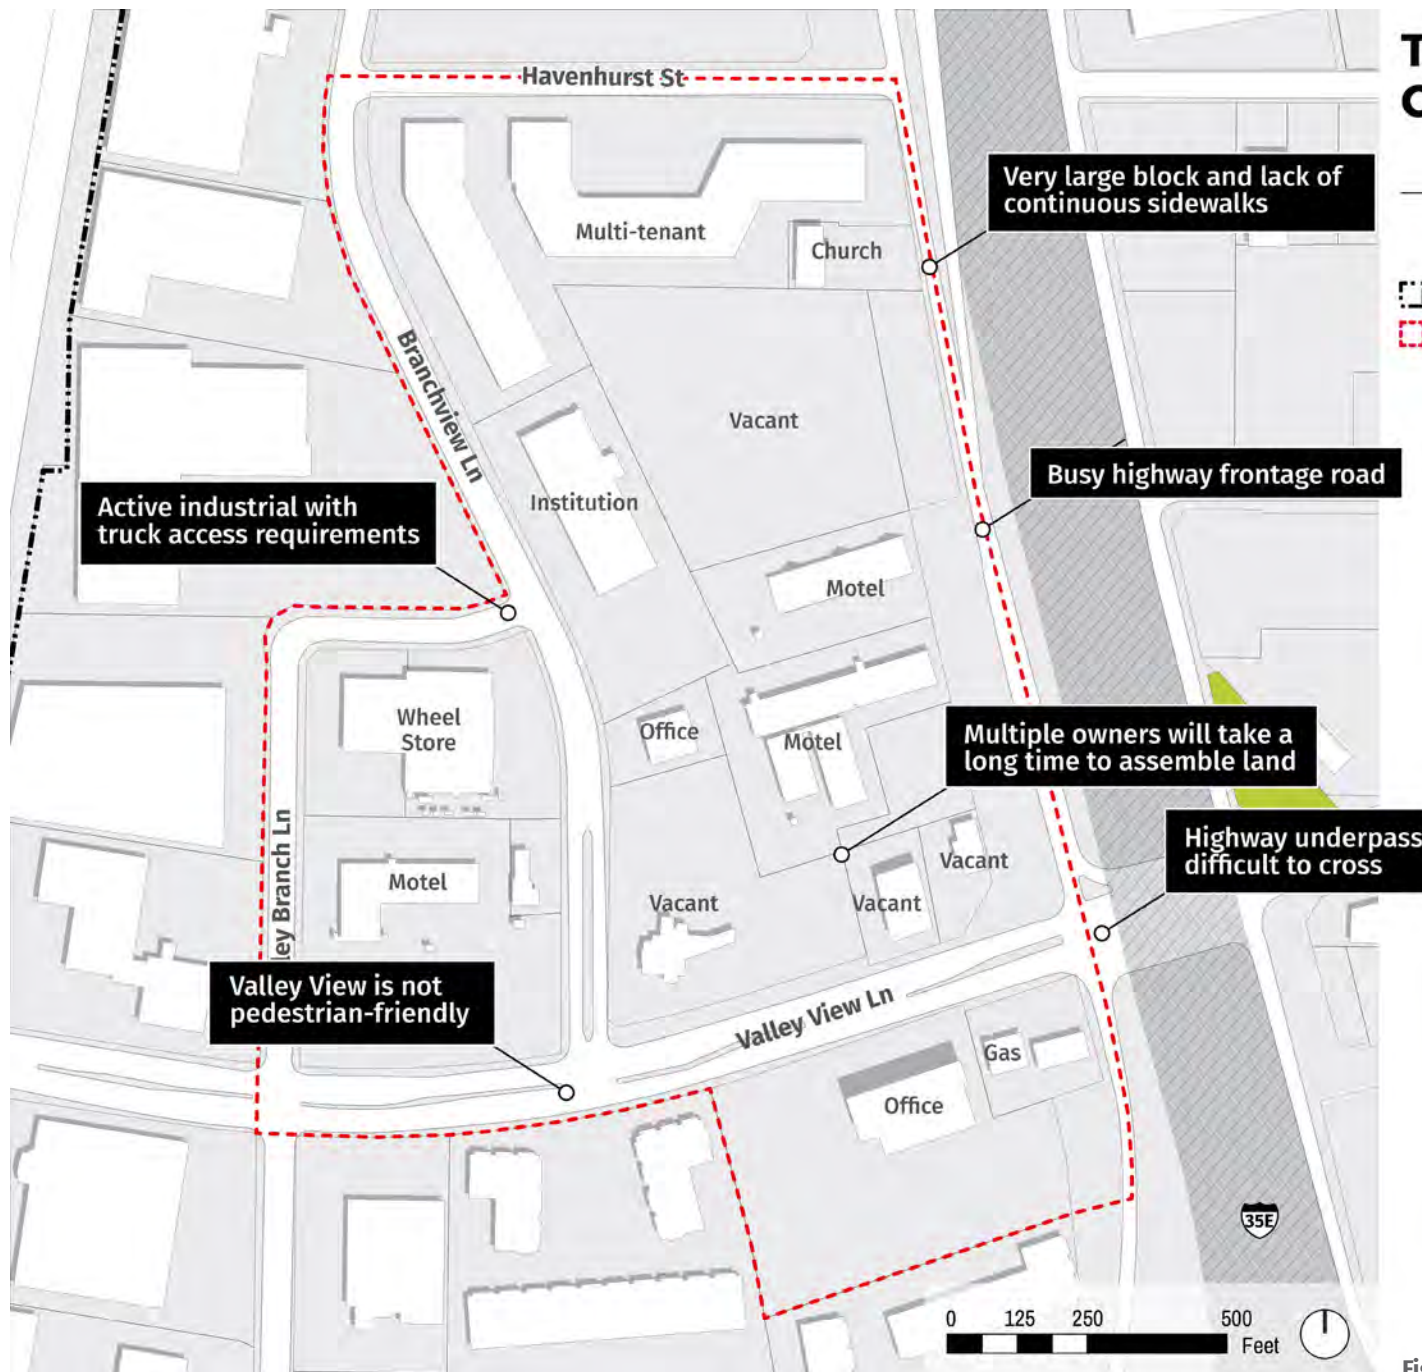 T
C
Havenhurst St
Very large block and lack of
continuous sidewalks
Multi-tenant
Church
Branchview Ln
Vacant
Busy highway frontage road
Active industrial with
truck access requirements
Institution
Motel
Wheel
Store
Office
Motel
Multiple owners will take a
long time to assemble land
Highway underpass
difficult to cross
ley Branch Ln
Motel
Vacant
Vacant
Vacant
Valley View is not
pedestrian-friendly
Valley View Ln
Gas
Office
35E
0 125 250 500
Feet